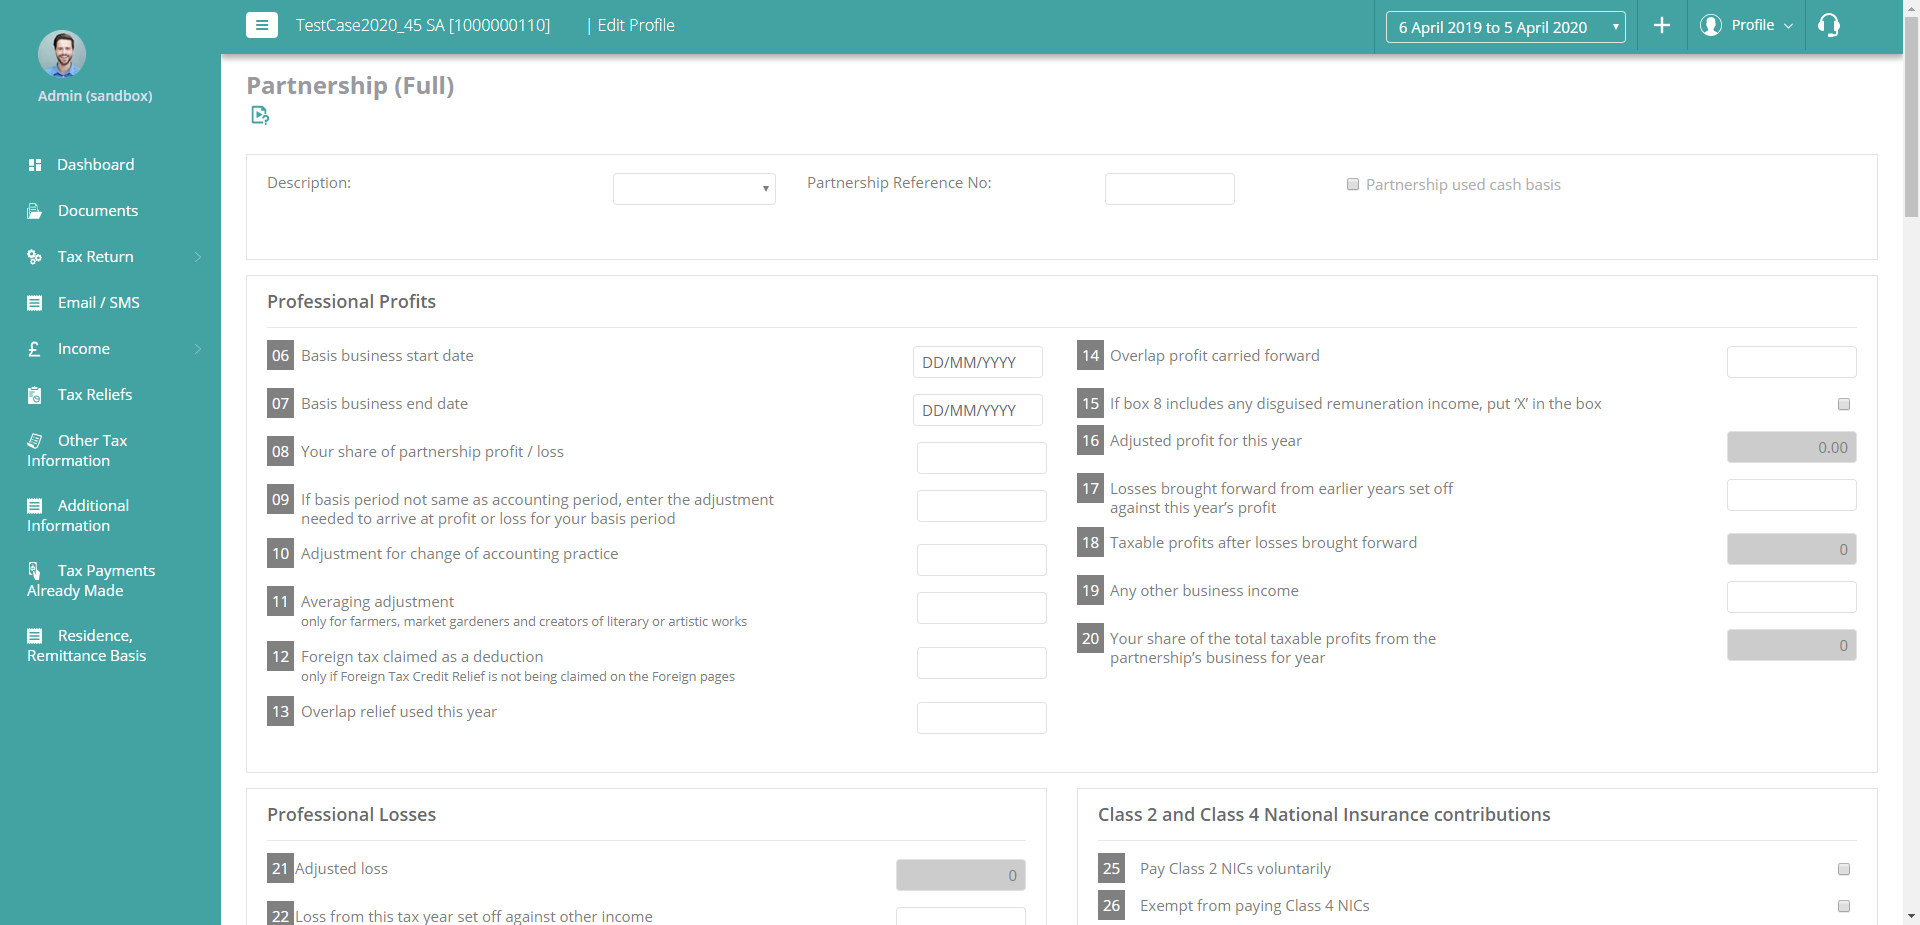 TestCase2020_45 SA [1000000110]
| Edit Profile
6 April 2019 to 5 April 2020
Profile
Admin (sandbox)
Dashboard
Documents
Tax Return
Email / SMS
Income
Tax Reliefs
Other Tax
Information
Additional
Information
Tax Payments
Already Made
Residence,
Remittance Basis
Partnership (Full)
Description:
Partnership Reference No:
Partnership used cash basis
Professional Profits
06 Basis business start date
DD/MM/YYYY
07 Basis business end date
DD/MM/YYYY
08 Your share of partnership profit / loss
09 If basis period not same as accounting period, enter the adjustment
needed to arrive at profit or loss for your basis period
10 Adjustment for change of accounting practice
11 Averaging adjustment
only for farmers, market gardeners and creators of literary or artistic works
12 Foreign tax claimed as a deduction
only if Foreign Tax Credit Relief is not being claimed on the Foreign pages
13 Overlap relief used this year
14 Overlap profit carried forward
15 If box 8 includes any disguised remuneration income, put ‘X’ in the box
16 Adjusted profit for this year
0.00
17 Losses brought forward from earlier years set off
against this year’s profit
18 Taxable profits after losses brought forward
0
19 Any other business income
20 Your share of the total taxable profits from the
partnership’s business for year
0
Professional Losses
21 Adjusted loss
0
22 Loss from this tax year set off against other income
Class 2 and Class 4 National Insurance contributions
25 Pay Class 2 NICs voluntarily
26 Exempt from paying Class 4 NICs